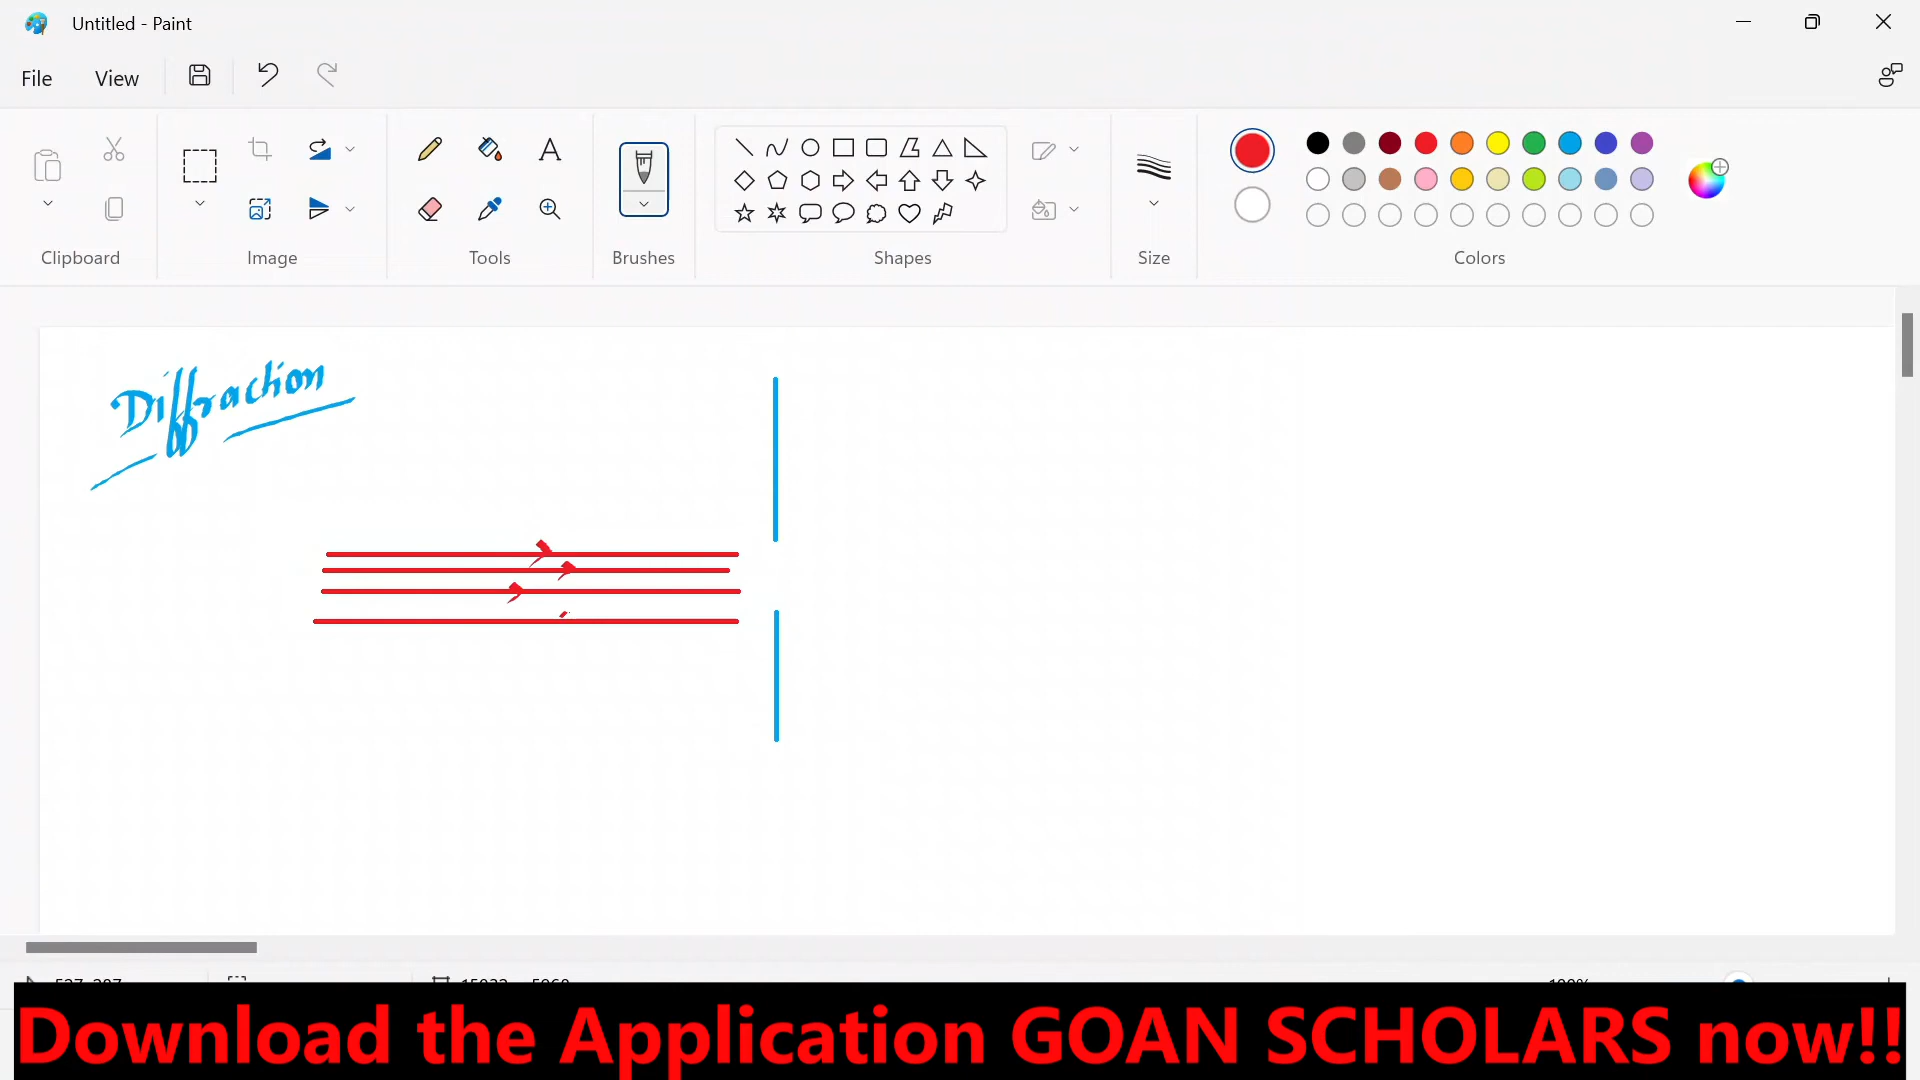 Untitled - Paint
File View
Clipboard Image Tools Brushes Shapes Size Colors
Diffraction
Download the Application GOAN SCHOLARS now!!